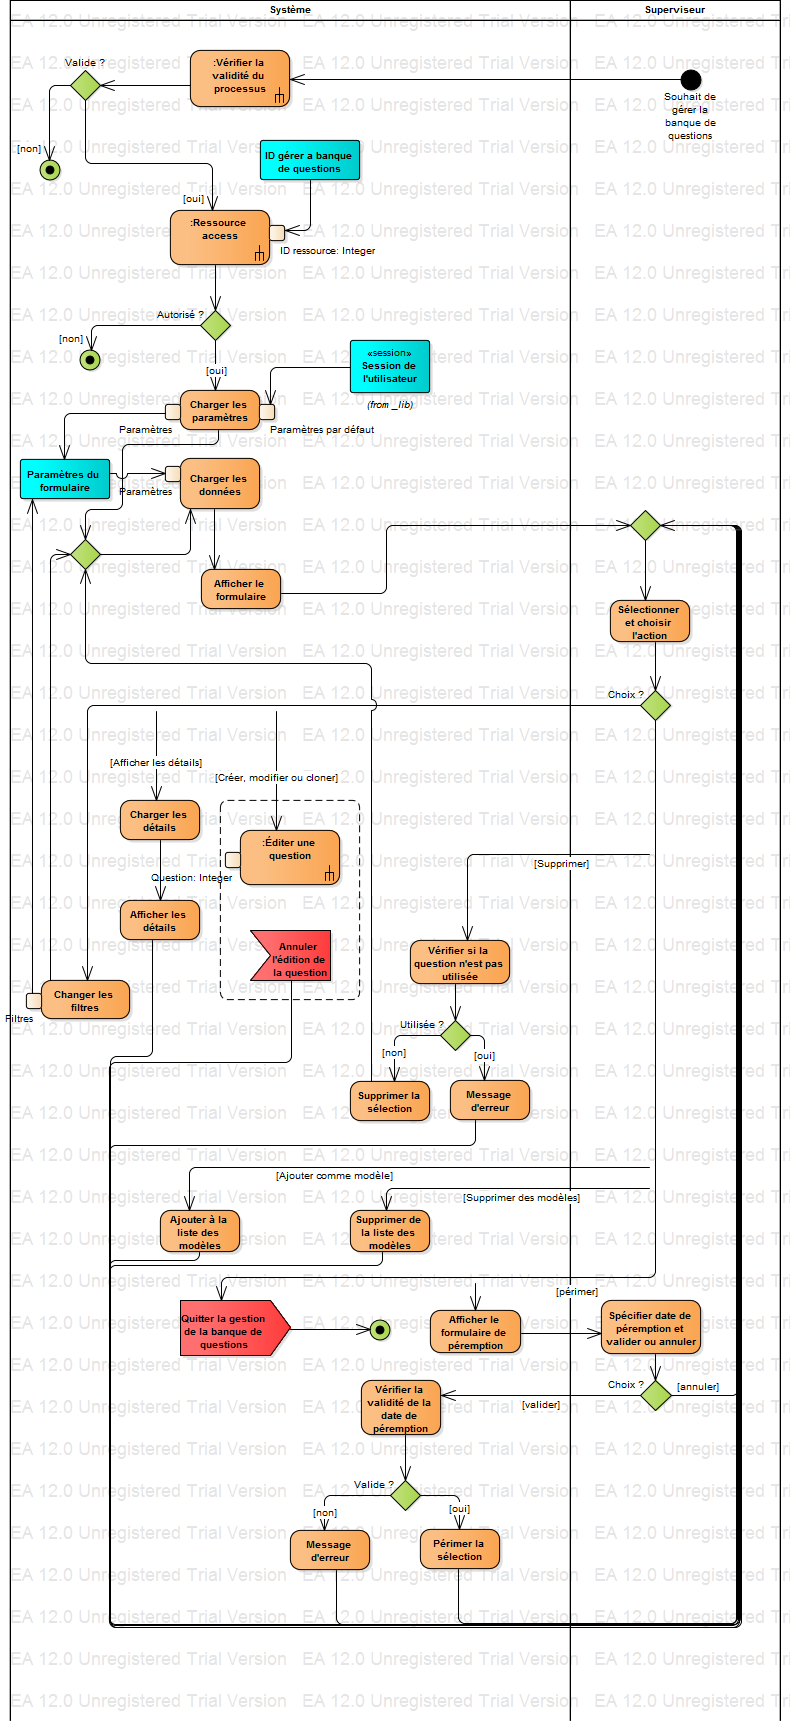 Système
Superviseur
Valide ?
:Vérifier la
validité du
processus
Souhait de
gérer la
banque de
questions
[non]
ID gérer a banque
de questions
[oui]
:Ressource
access
ID ressource: Integer
Autorisé ?
[non]
[oui]
«session»
Session de
l'utilisateur
(from _lib)
Charger les
paramètres
Paramètres
Paramètres par défaut
Paramètres du
formulaire
Paramètres
Charger les
données
Afficher le
formulaire
Sélectionner
et choisir
l'action
Choix ?
[Afficher les détails]
[Créer, modifier ou cloner]
Charger les
détails
:Éditer une
question
Question: Integer
[Supprimer]
Afficher les
détails
Annuler
l'édition de
la question
Vérifier si la
question n'est pas
utilisée
Changer les
filtres
Filtres
Utilisée ?
[non]
[oui]
Supprimer la
sélection
Message
d'erreur
[Ajouter comme modèle]
[Supprimer des modèles]
Ajouter à la
liste des
modèles
Supprimer de
la liste des
modèles
[périmer]
Quitter la gestion
de la banque de
questions
Afficher le
formulaire de
péremption
Spécifier date de
péremption et
valider ou annuler
Choix ?
[annuler]
[valider]
Vérifier la
validité de la
date de
péremption
Valide ?
[non]
[oui]
Message
d'erreur
Périmer la
sélection
EA 12.0 Unregistered Trial Version